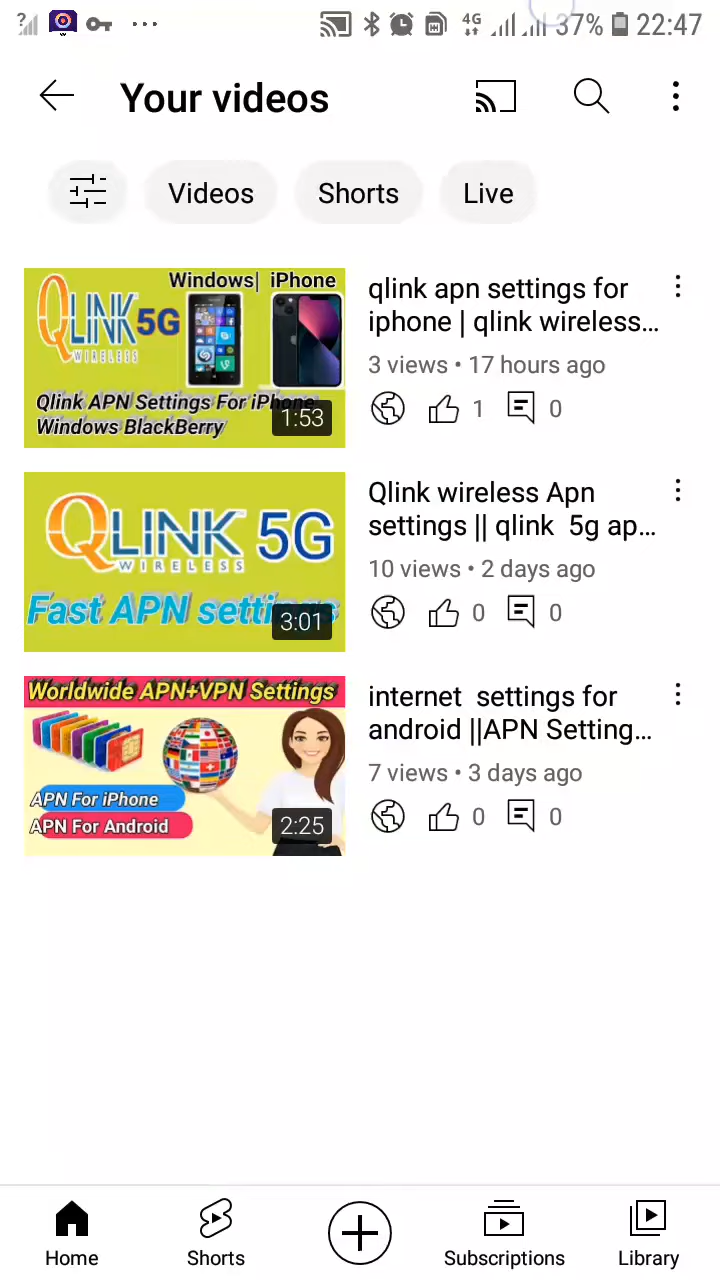 4G 37% 22:47
Your videos
Videos Shorts Live
Windows| iPhone
QLINK 5G
WIRELESS
Qlink APN Settings For iPhone
Windows BlackBerry
1:53
qlink apn settings for
iphone | qlink wireless...
3 views • 17 hours ago
1 0
QLINK 5G
WIRELESS
Fast APN settings
3:01
Qlink wireless Apn
settings || qlink 5g ap...
10 views • 2 days ago
0 0
Worldwide APN+VPN Settings
APN For iPhone
APN For Android
2:25
internet settings for
android ||APN Setting...
7 views • 3 days ago
0 0
Home Shorts Subscriptions Library